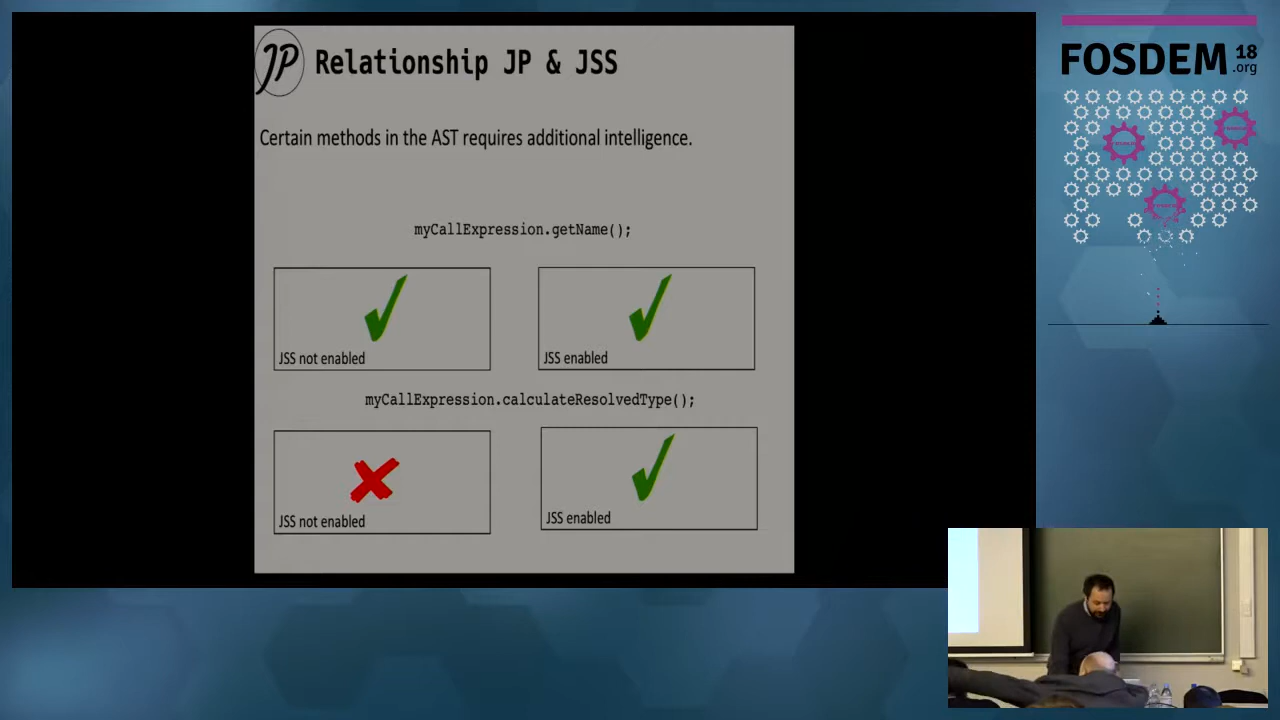 JP Relationship JP & JSS
Certain methods in the AST requires additional intelligence.
myCallExpression.getName();
JSS not enabled
JSS enabled
myCallExpression.calculateResolvedType();
JSS not enabled
JSS enabled
FOSDEM 18
.org